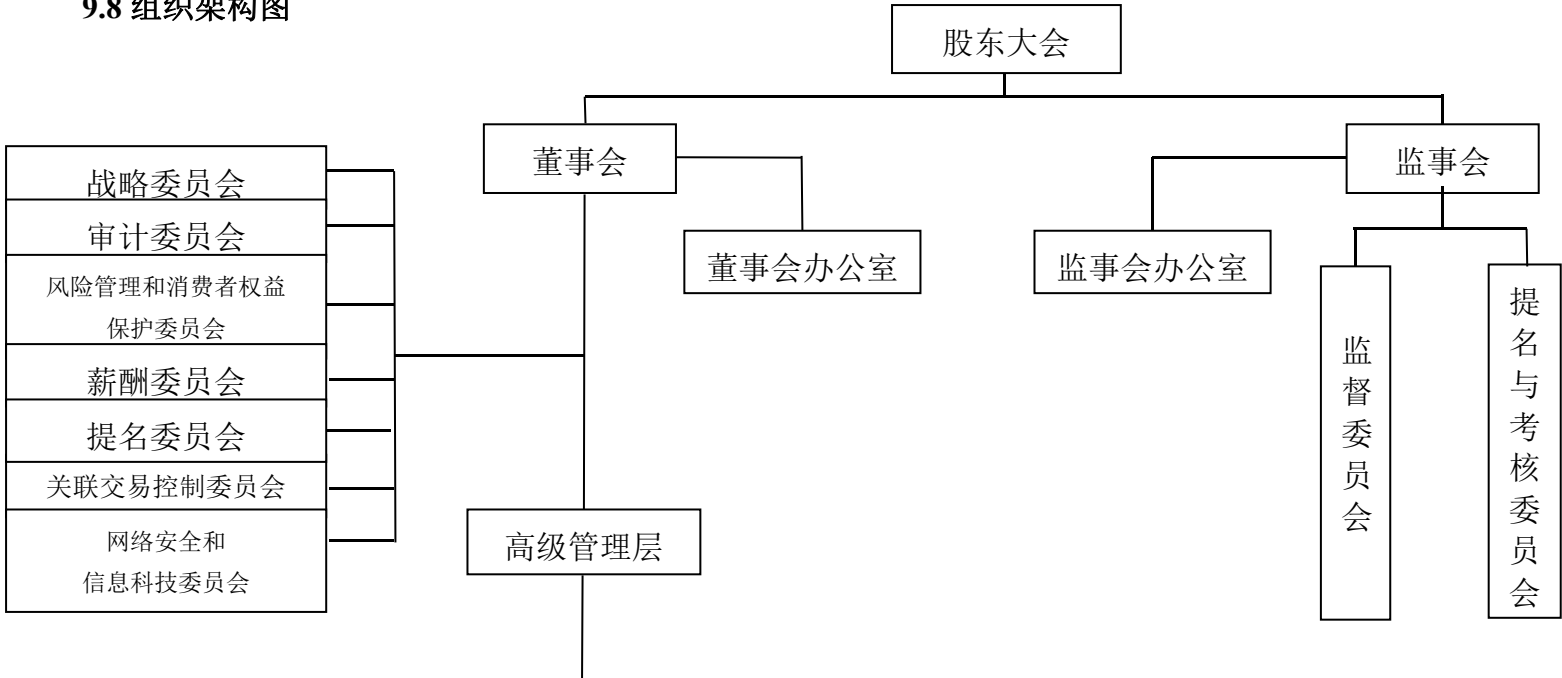 9.8 组织架构图
股东大会
董事会
监事会
战略委员会
审计委员会
风险管理和消费者权益
保护委员会
薪酬委员会
提名委员会
关联交易控制委员会
网络安全和
信息科技委员会
董事会办公室
监事会办公室
监督委员会
提名与考核委员会
高级管理层